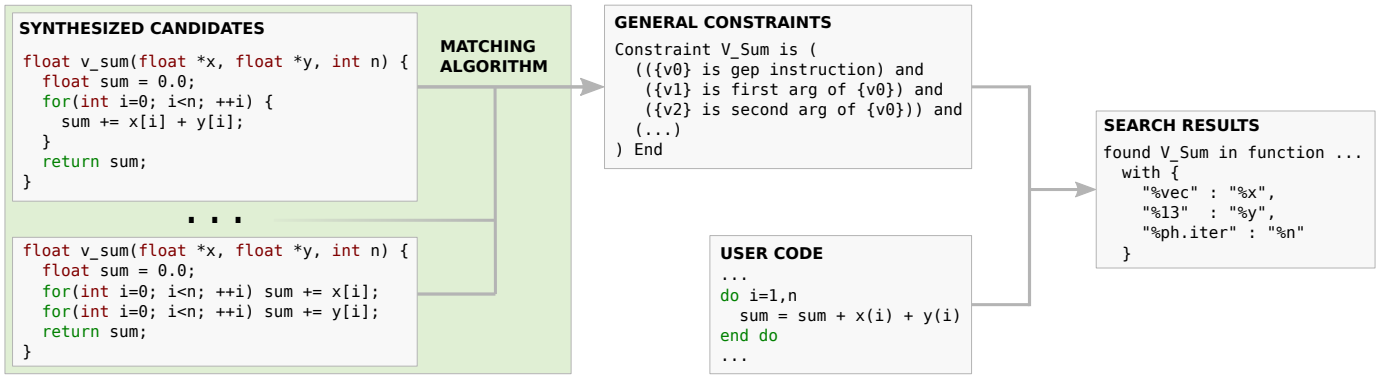 SYNTHESIZED CANDIDATES
float v_sum(float *x, float *y, int n) {
  float sum = 0.0;
  for(int i=0; i<n; ++i) {
    sum += x[i] + y[i];
  }
  return sum;
}
...
float v_sum(float *x, float *y, int n) {
  float sum = 0.0;
  for(int i=0; i<n; ++i) sum += x[i];
  for(int i=0; i<n; ++i) sum += y[i];
  return sum;
}
MATCHING
ALGORITHM
GENERAL CONSTRAINTS
Constraint V_Sum is (
  (({v0} is gep instruction) and
   ({v1} is first arg of {v0}) and
   ({v2} is second arg of {v0})) and
  (...)
) End
USER CODE
...
do i=1,n
  sum = sum + x(i) + y(i)
end do
...
SEARCH RESULTS
found V_Sum in function ...
  with {
    "%vec" : "%x",
    "%13"  : "%y",
    "%ph.iter" : "%n"
  }